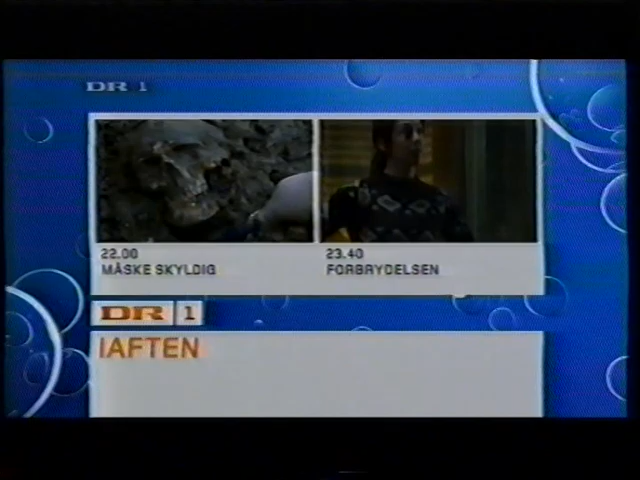 DR 1
22.00
MÅSKE SKYLDIG
23.40
FORBRYDELSEN
DR 1
IAFTEN